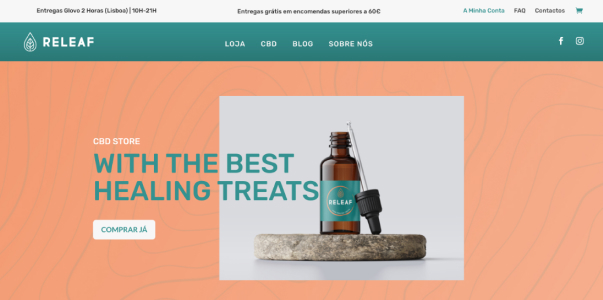 Entregas Glovo 2 Horas (Lisboa) | 10H-21H
Entregas grátis em encomendas superiores a 60€
A Minha Conta
FAQ
Contactos
RELEAF
LOJA
CBD
BLOG
SOBRE NÓS
CBD STORE
WITH THE BEST
HEALING TREATS
RELEAF
COMPRAR JÁ